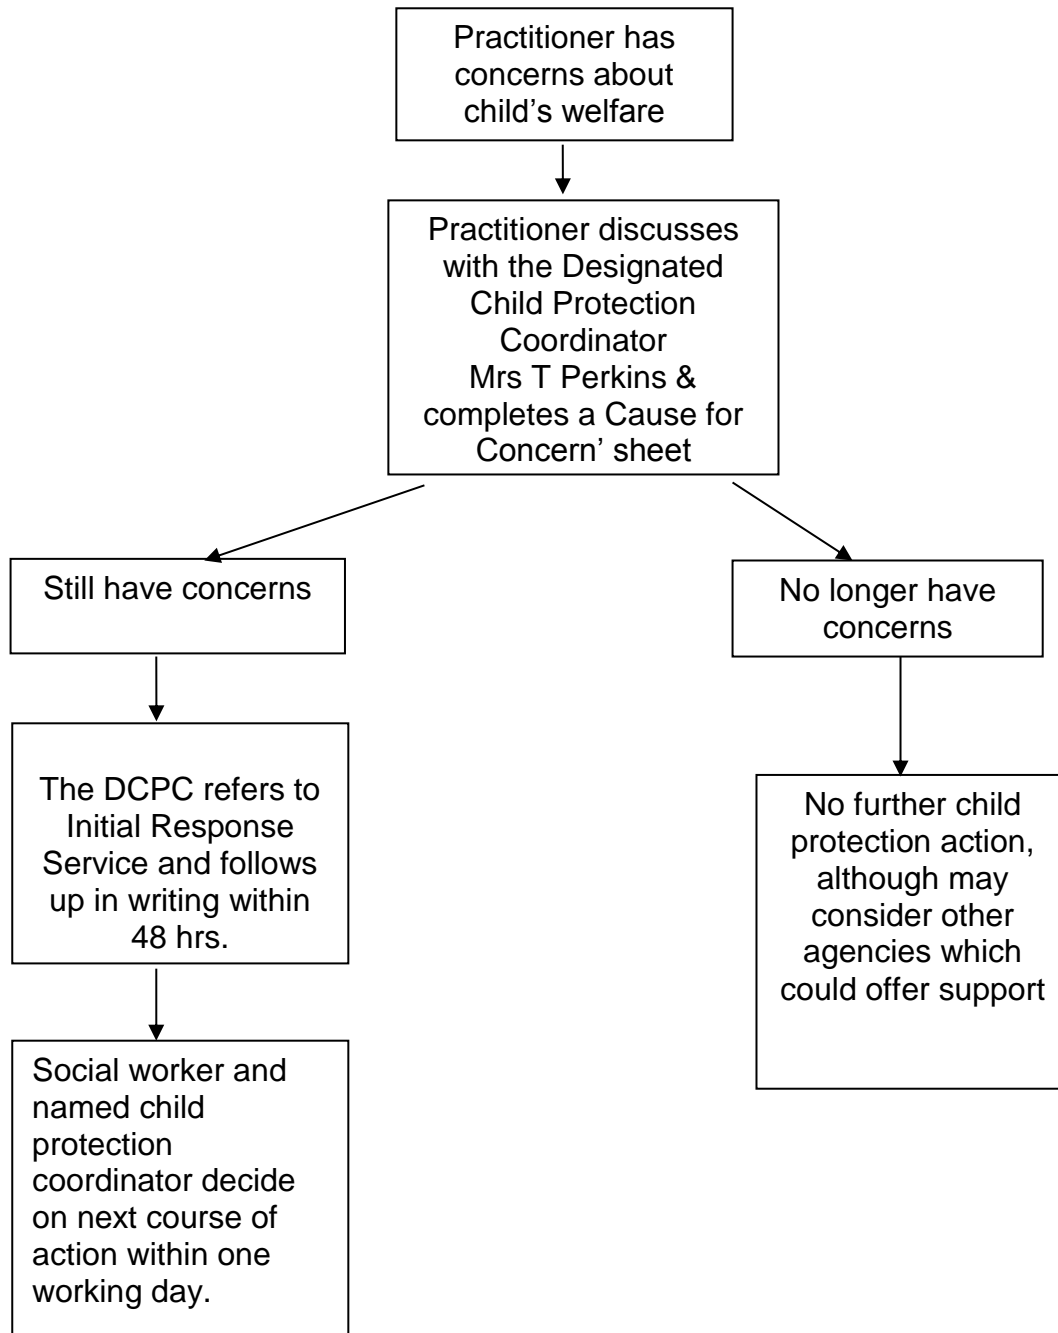 Practitioner has
concerns about
child’s welfare
Practitioner discusses
with the Designated
Child Protection
Coordinator
Mrs T Perkins &
completes a Cause for
Concern’ sheet
Still have concerns
No longer have
concerns
The DCPC refers to
Initial Response
Service and follows
up in writing within
48 hrs.
No further child
protection action,
although may
consider other
agencies which
could offer support
Social worker and
named child
protection
coordinator decide
on next course of
action within one
working day.